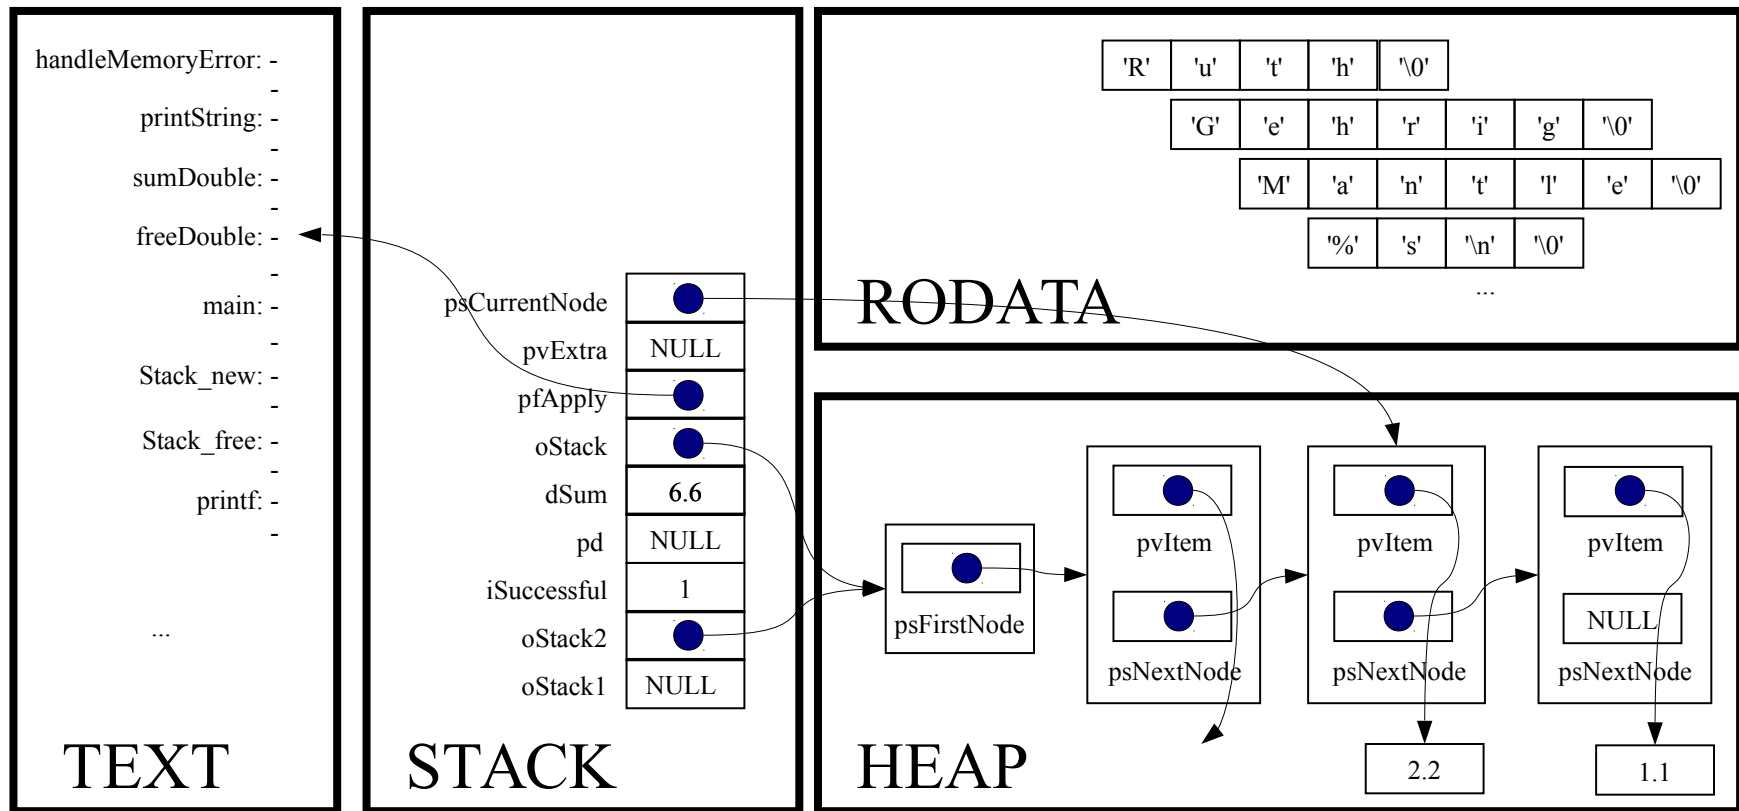 handleMemoryError: -
-
printString: -
-
sumDouble: -
-
freeDouble: -
-
main: -
-
Stack_new: -
-
Stack_free: -
-
printf: -
-
...
TEXT
psCurrentNode
pvExtra NULL
pfApply
oStack
dSum 6.6
pd NULL
iSuccessful 1
oStack2
oStack1 NULL
STACK
'R' 'u' 't' 'h' '\0'
'G' 'e' 'h' 'r' 'i' 'g' '\0'
'M' 'a' 'n' 't' 'l' 'e' '\0'
'%' 's' '\n' '\0'
...
RODATA
psFirstNode
pvItem
psNextNode
pvItem
psNextNode
pvItem
NULL
psNextNode
2.2
1.1
HEAP